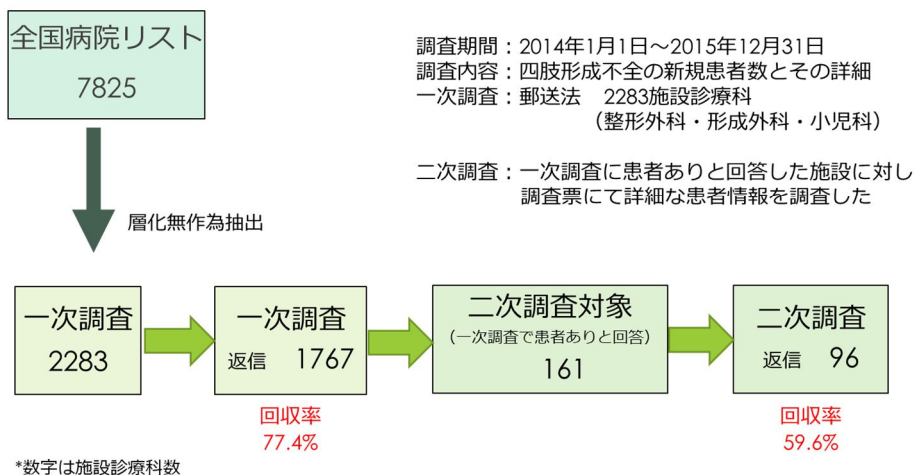 全国病院リスト
7825
調査期間：2014年1月1日～2015年12月31日
調査内容：四肢形成不全の新規患者数とその詳細
一次調査：郵送法　2283施設診療科
（整形外科・形成外科・小児科）
二次調査：一次調査に患者ありと回答した施設に対し
調査票にて詳細な患者情報を調査した
層化無作為抽出
一次調査
2283
一次調査
返信　1767
回収率
77.4%
二次調査対象
（一次調査で患者ありと回答）
161
二次調査
返信　96
回収率
59.6%
*数字は施設診療科数